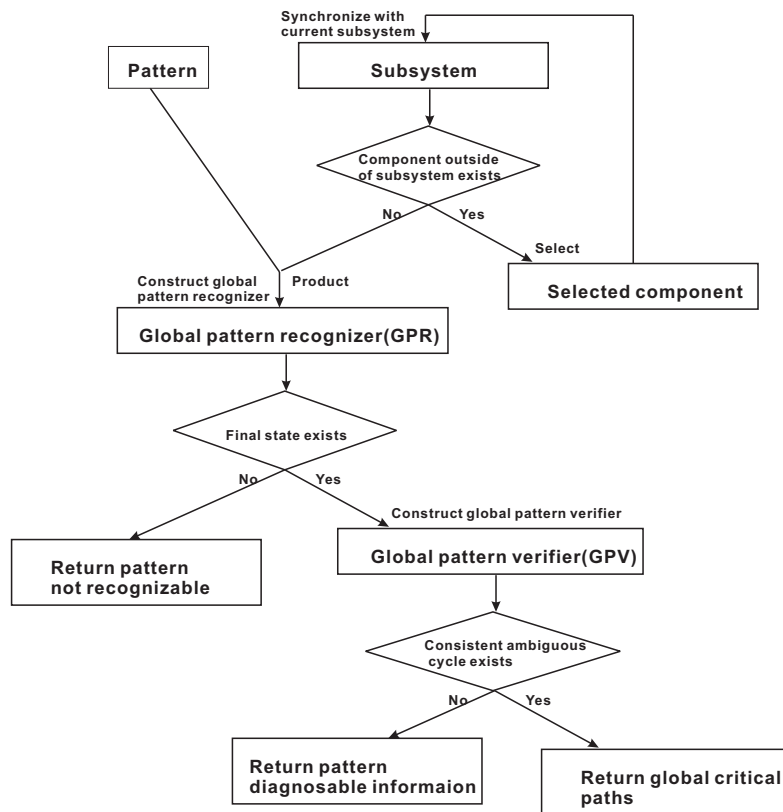 Synchronize with
current subsystem
Pattern
Subsystem
Component outside
of subsystem exists
No
Yes
Select
Construct global
pattern recognizer
Product
Selected component
Global pattern recognizer(GPR)
Final state exists
No
Yes
Construct global pattern verifier
Return pattern
not recognizable
Global pattern verifier(GPV)
Consistent ambiguous
cycle exists
No
Yes
Return pattern
diagnosable informaion
Return global critical
paths